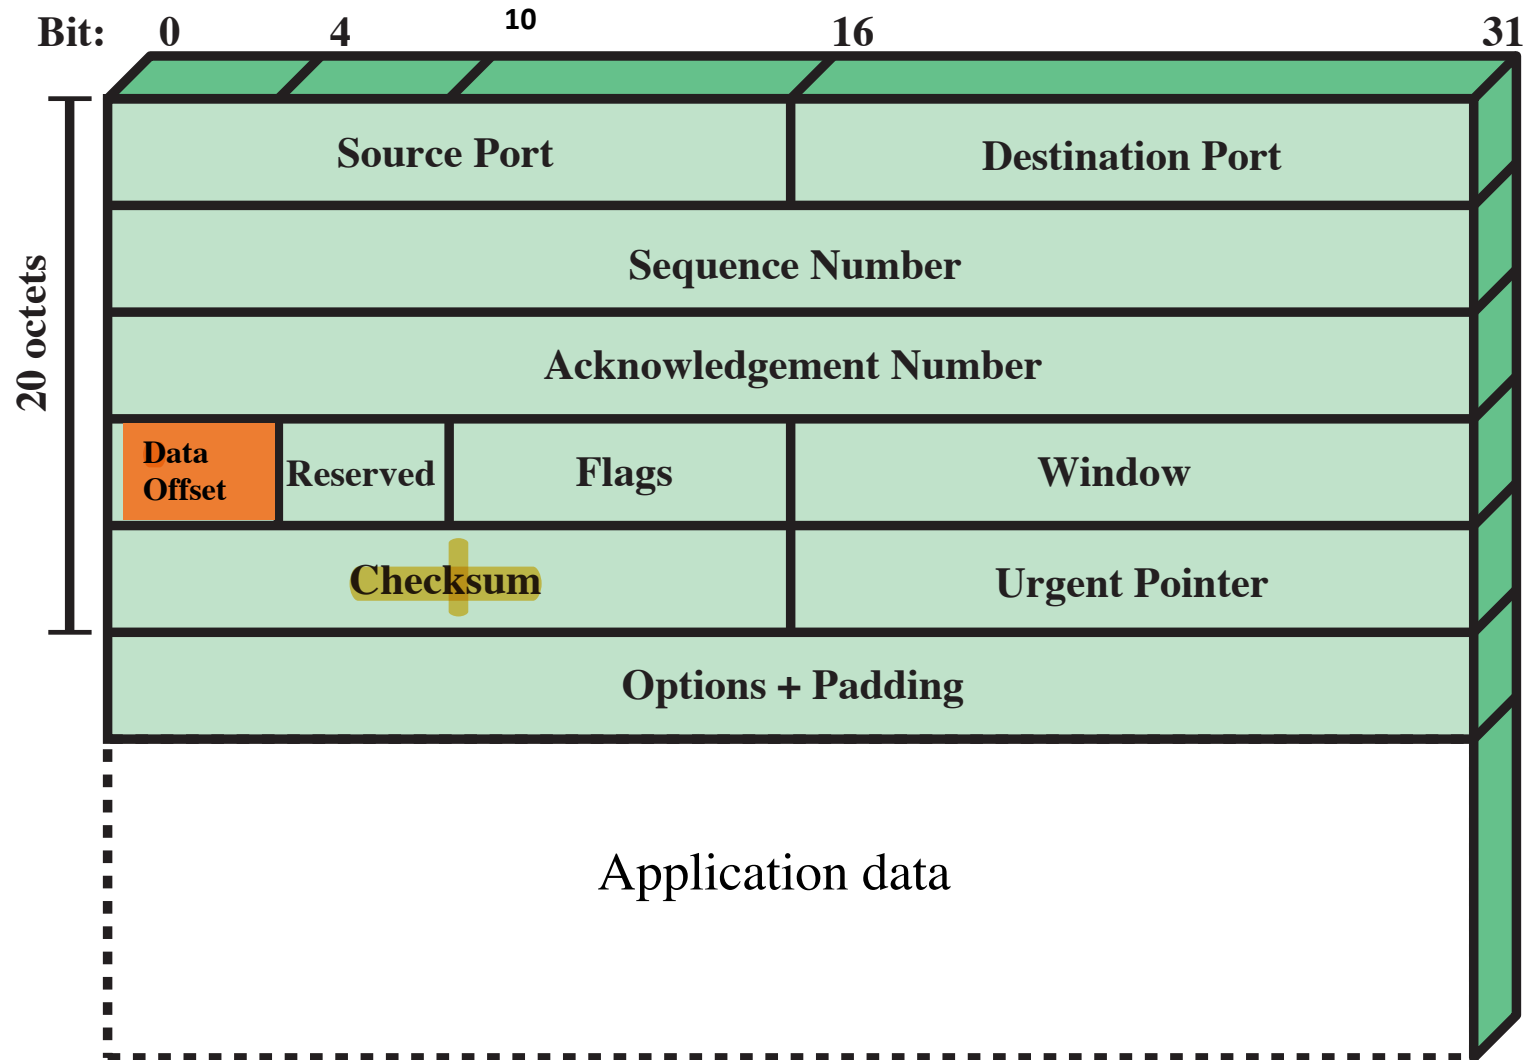 Bit: 0 4 10 16 31
Source Port Destination Port
Sequence Number
20 octets
Acknowledgement Number
Data
Offset
Reserved Flags Window
Checksum Urgent Pointer
Options + Padding
Application data